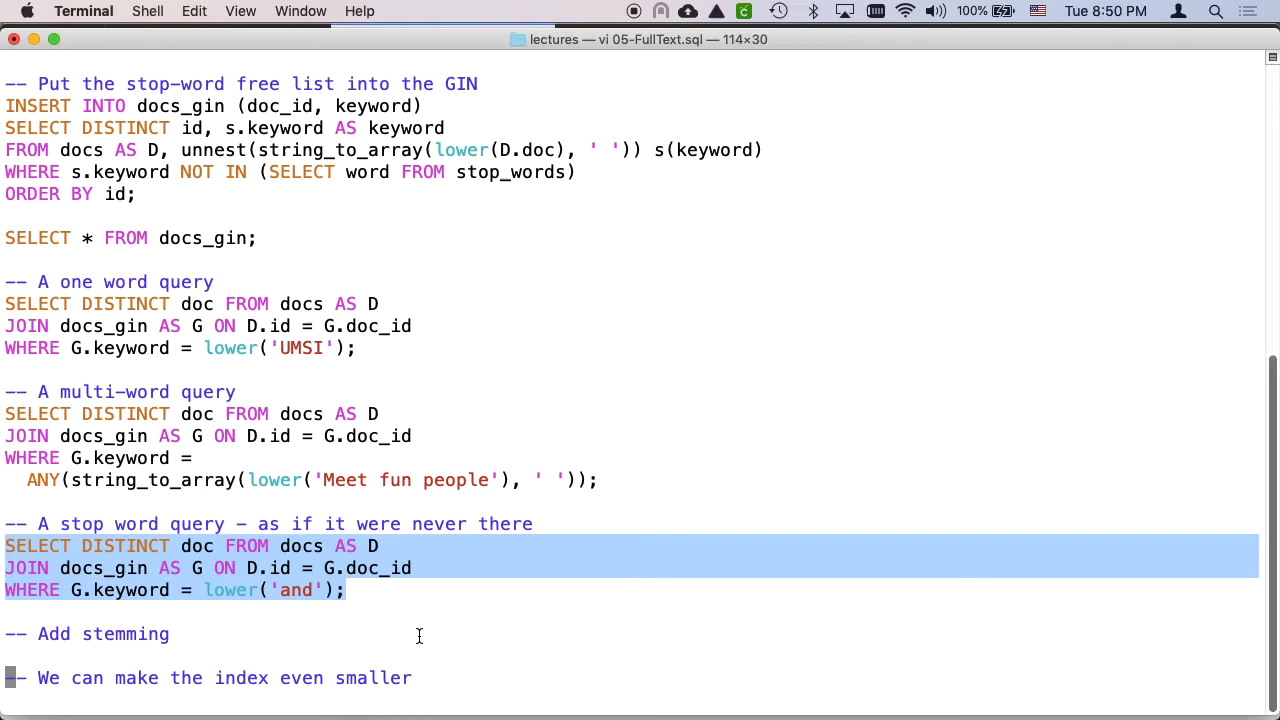 Terminal Shell Edit View Window Help 100% Tue 8:50 PM
lectures — vi 05-FullText.sql — 114×30
-- Put the stop-word free list into the GIN
INSERT INTO docs_gin (doc_id, keyword)
SELECT DISTINCT id, s.keyword AS keyword
FROM docs AS D, unnest(string_to_array(lower(D.doc), ' ')) s(keyword)
WHERE s.keyword NOT IN (SELECT word FROM stop_words)
ORDER BY id;
SELECT * FROM docs_gin;
-- A one word query
SELECT DISTINCT doc FROM docs AS D
JOIN docs_gin AS G ON D.id = G.doc_id
WHERE G.keyword = lower('UMSI');
-- A multi-word query
SELECT DISTINCT doc FROM docs AS D
JOIN docs_gin AS G ON D.id = G.doc_id
WHERE G.keyword =
  ANY(string_to_array(lower('Meet fun people'), ' '));
-- A stop word query - as if it were never there
SELECT DISTINCT doc FROM docs AS D
JOIN docs_gin AS G ON D.id = G.doc_id
WHERE G.keyword = lower('and');
-- Add stemming
-- We can make the index even smaller